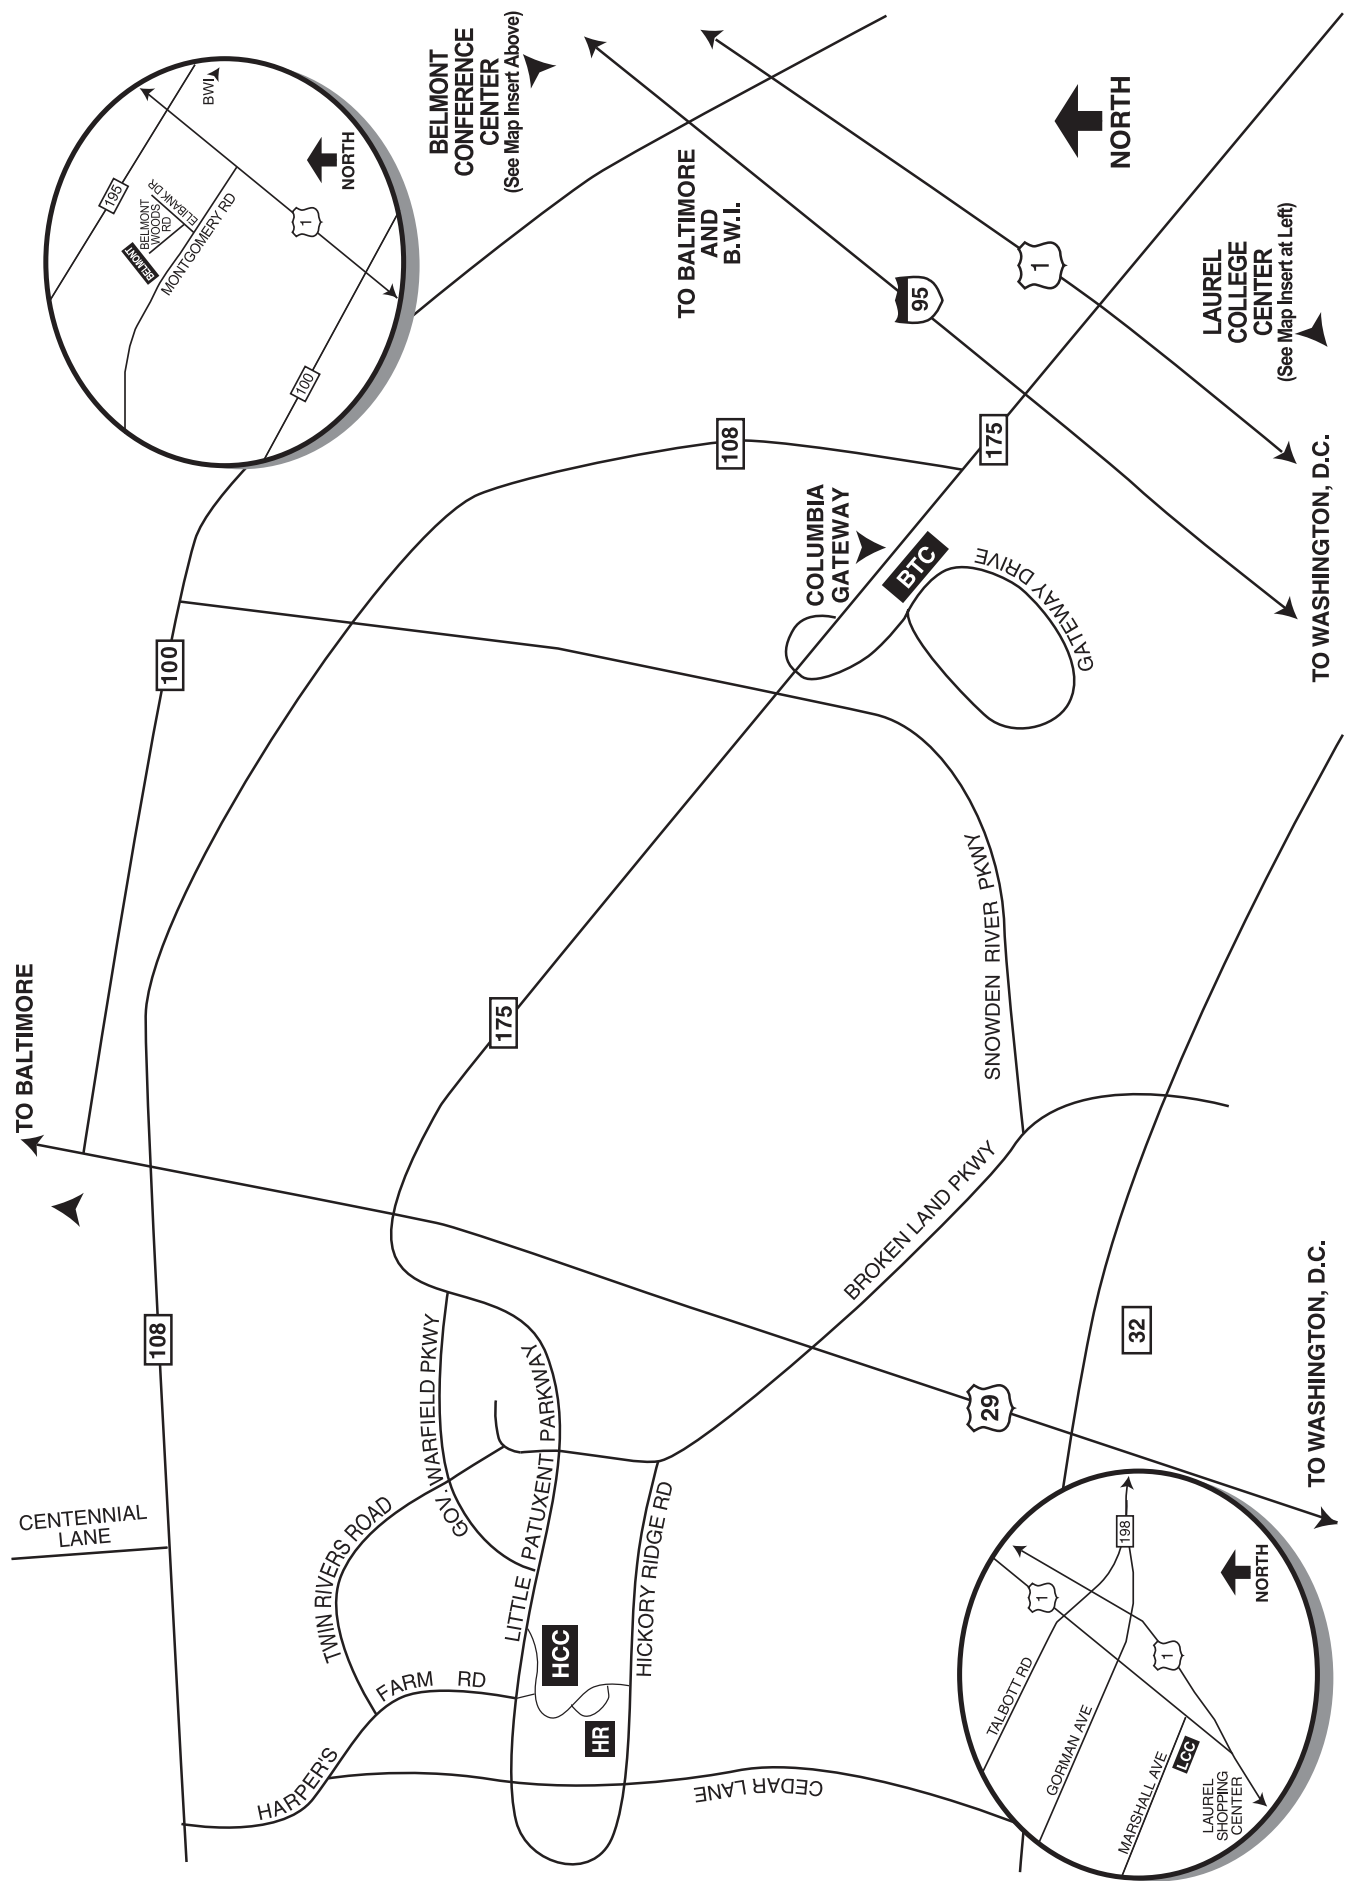 195
BWI
BELMONT
BELMONT
WOODS
RD
ELIBANK DR
MONTGOMERY RD
1
100
NORTH
BELMONT
CONFERENCE
CENTER
(See Map Insert Above)
TO BALTIMORE
AND
B.W.I.
NORTH
95
1
LAUREL
COLLEGE
CENTER
(See Map Insert at Left)
TO WASHINGTON, D.C.
108
175
COLUMBIA
GATEWAY
BTC
GATEWAY DRIVE
100
SNOWDEN RIVER PKWY
175
TO BALTIMORE
BROKEN LAND PKWY
108
32
29
TO WASHINGTON, D.C.
GOV. WARFIELD PKWY
LITTLE PATUXENT PARKWAY
CENTENNIAL
LANE
TWIN RIVERS ROAD
HICKORY RIDGE RD
HCC
HR
HARPER'S FARM RD
CEDAR LANE
198
1
1
TALBOTT RD
GORMAN AVE
MARSHALL AVE
LCC
LAUREL
SHOPPING
CENTER
NORTH